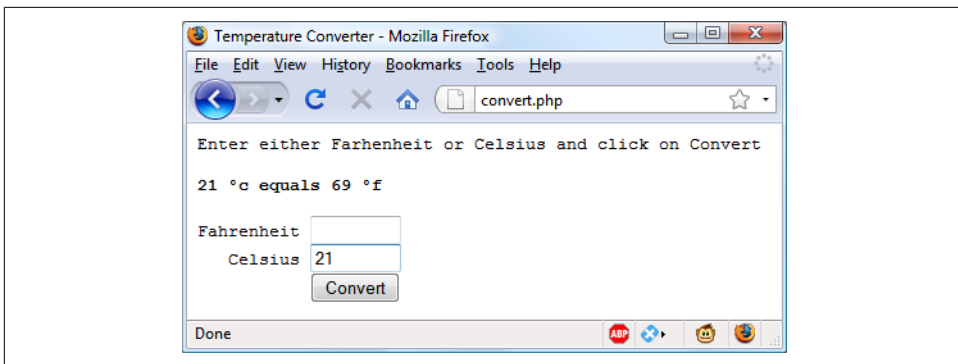 Temperature Converter - Mozilla Firefox
File Edit View History Bookmarks Tools Help
convert.php
Enter either Farhenheit or Celsius and click on Convert
21 °c equals 69 °f
Fahrenheit
Celsius 21
Convert
Done ABP